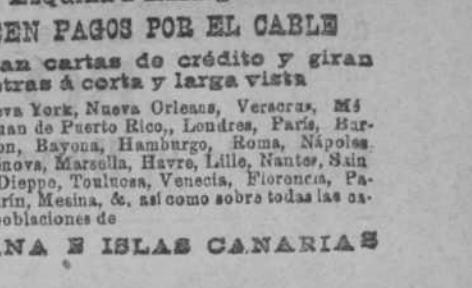 CEN PAGOS POR EL CABLE
an cartas de crédito y giran
tras á corta y larga vista
va York, Nueva Orleans, Veracruz, Mé
uan de Puerto Rico,, Londres, París, Bur-
on, Bayona, Hamburgo, Roma, Nápoles
nova, Marsella, Havre, Lille, Nantes, Sain
Dieppe, Toulouse, Venecia, Florencia, Pa-
rín, Mesina, &, así como sobre todas las ca-
oblaciones de
NA E ISLAS CANARIAS